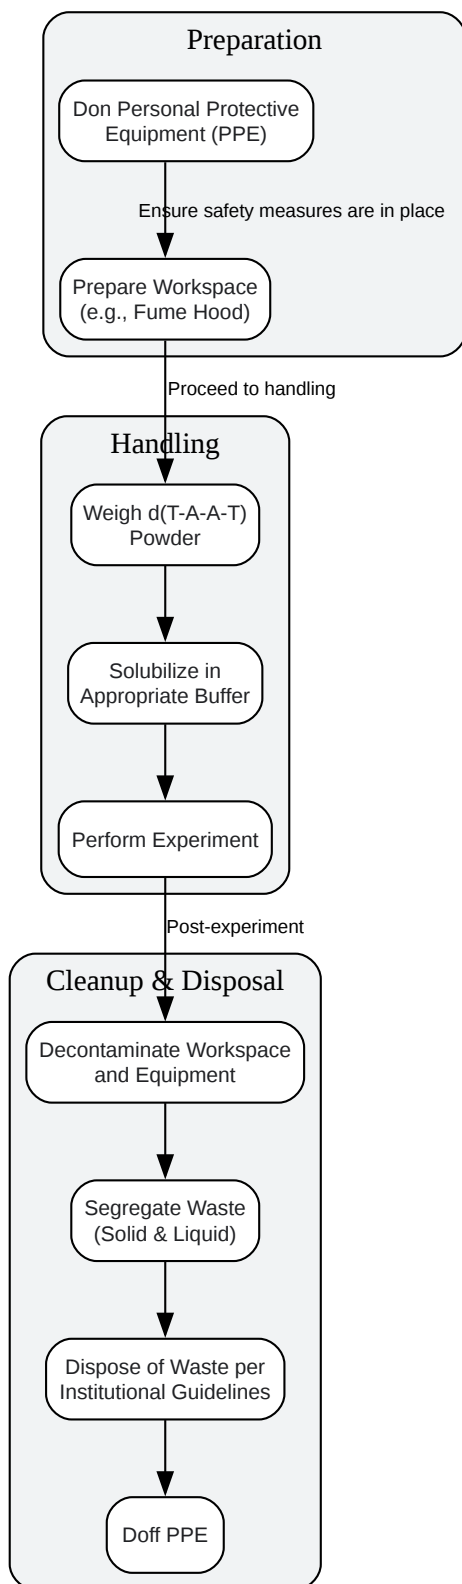 Preparation
Don Personal Protective
Equipment (PPE)
Ensure safety measures are in place
Prepare Workspace
(e.g., Fume Hood)
Proceed to handling
Handling
Weigh d(T-A-A-T)
Powder
Solubilize in
Appropriate Buffer
Perform Experiment
Post-experiment
Cleanup & Disposal
Decontaminate Workspace
and Equipment
Segregate Waste
(Solid & Liquid)
Dispose of Waste per
Institutional Guidelines
Doff PPE